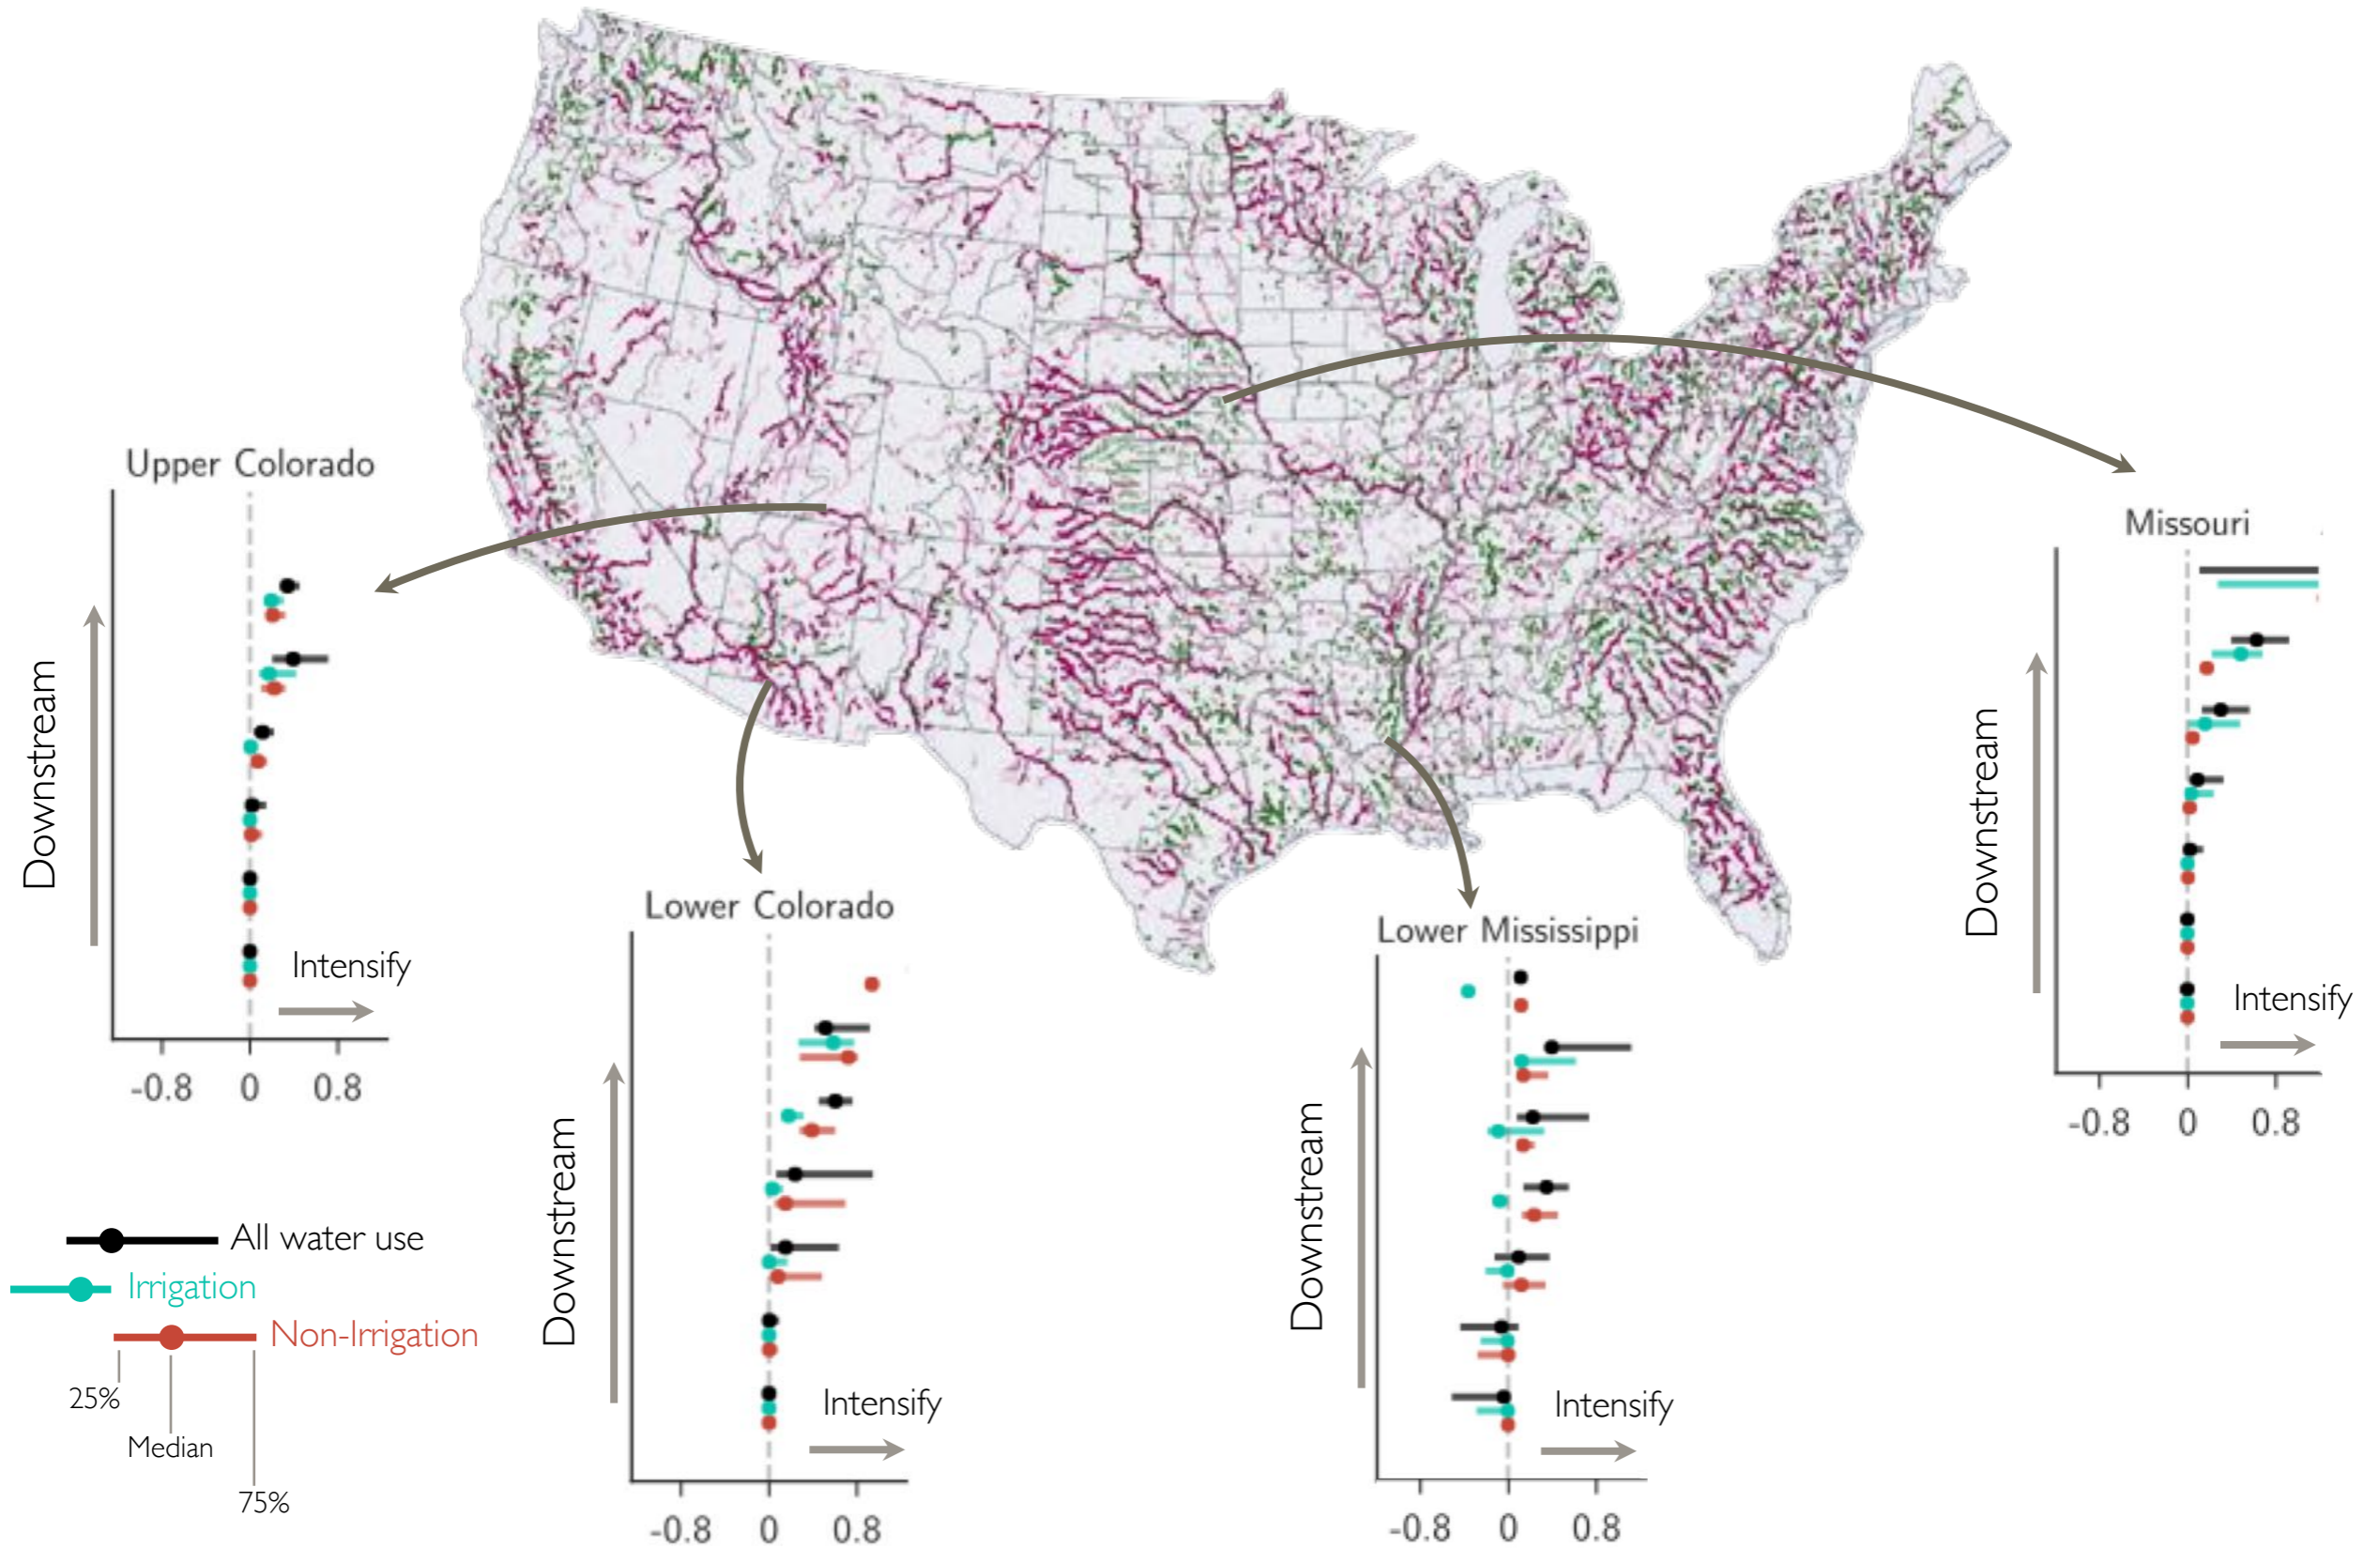 Upper Colorado
Downstream
Intensify
-0.8 0 0.8
Missouri
Downstream
Intensify
-0.8 0 0.8
Lower Colorado
Downstream
Intensify
-0.8 0 0.8
Lower Mississippi
Downstream
Intensify
-0.8 0 0.8
All water use
Irrigation
Non-Irrigation
25%
Median
75%